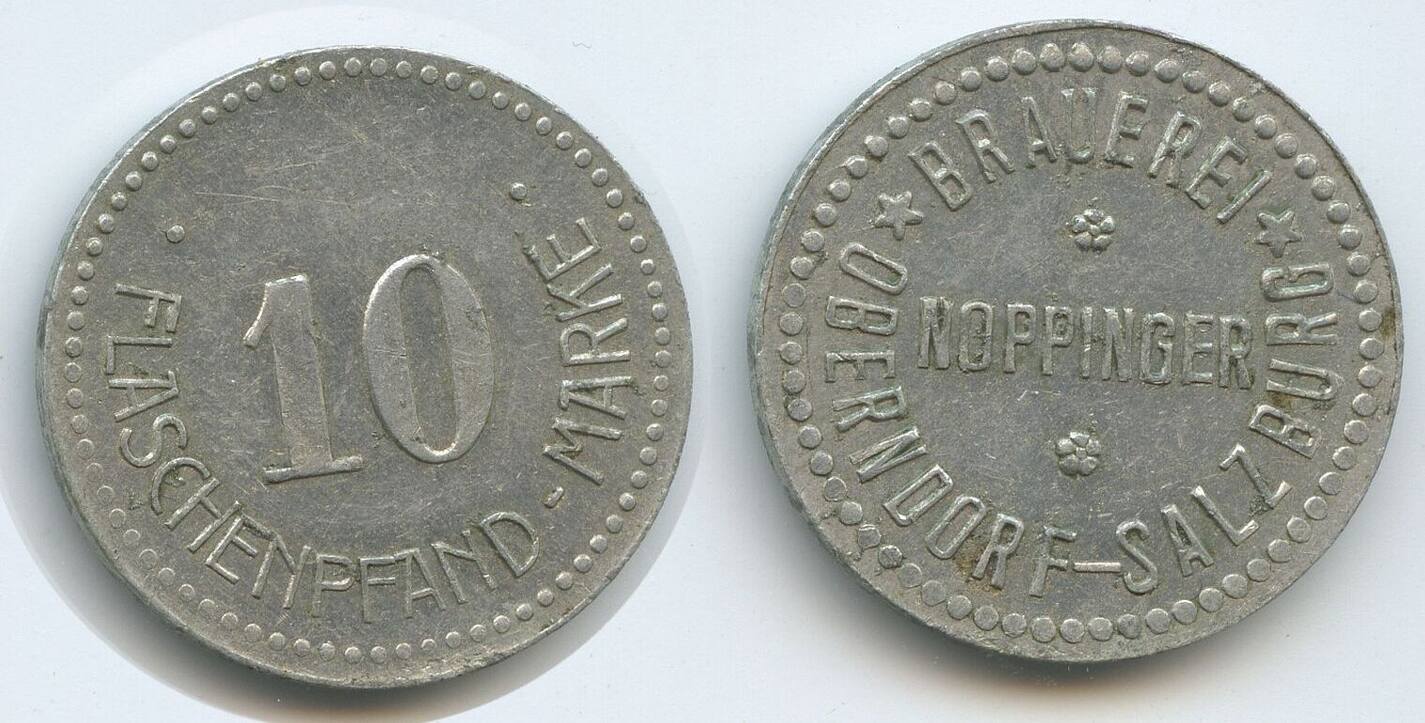 10
· FLASCHENPFAND - MARKE ·
BRAUEREI
NOPPINGER
OBERNDORF-SALZBURG